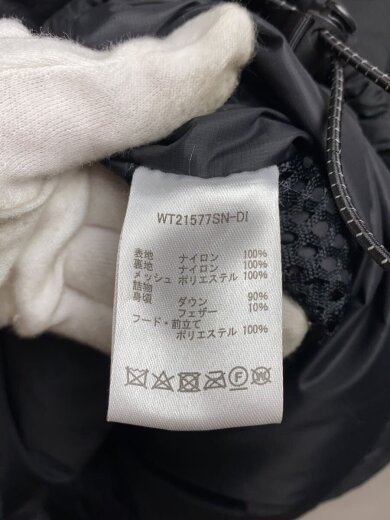 WT21577SN-DI
表地 ナイロン 100%
裏地 ナイロン 100%
メッシュ ポリエステル 100%
詰物
身頃 ダウン 90%
フェザー 10%
フード・前立て
ポリエステル 100%
F W